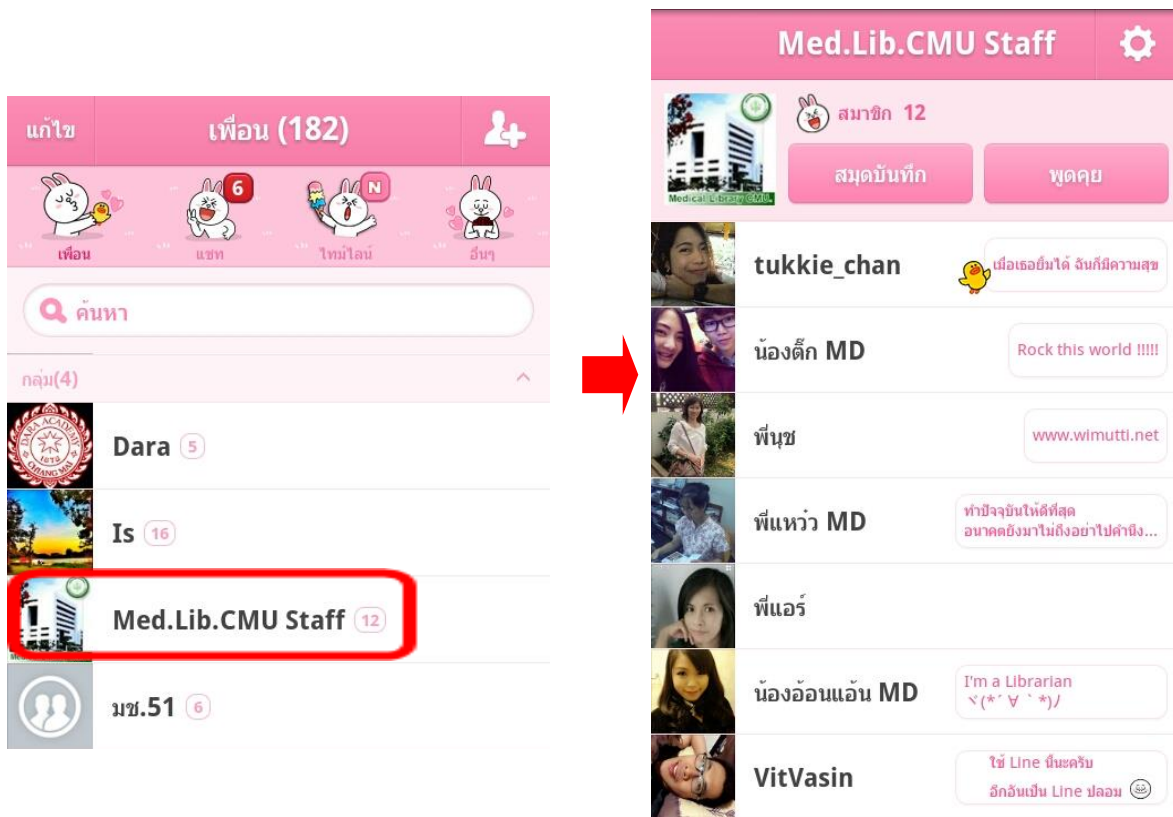 แก้ไข
เพื่อน (182)
6
N
เพื่อน
แชท
ไทม์ไลน์
อื่นๆ
ค้นหา
กลุ่ม(4)
DARA ACADEMY
CHIANG MAI
Dara 5
Is 16
Med.Lib.CMU Staff 12
มช.51 6
Med.Lib.CMU Staff
Medical Library CMU.
สมาชิก 12
สมุดบันทึก
พูดคุย
tukkie_chan
เมื่อเธอยิ้มได้ ฉันก็มีความสุข
น้องติ๊ก MD
Rock this world !!!!!
พี่นุช
www.wimutti.net
พี่แหว๋ว MD
ทำปัจจุบันให้ดีที่สุด
อนาคตยังมาไม่ถึงอย่าไปคำนึง...
พี่แอร์
น้องอ้อนแอ้น MD
I'm a Librarian
ヾ(*´∀｀*)ﾉ
VitVasin
ใช้ Line นี้นะครับ
อีกอันเป็น Line ปลอม